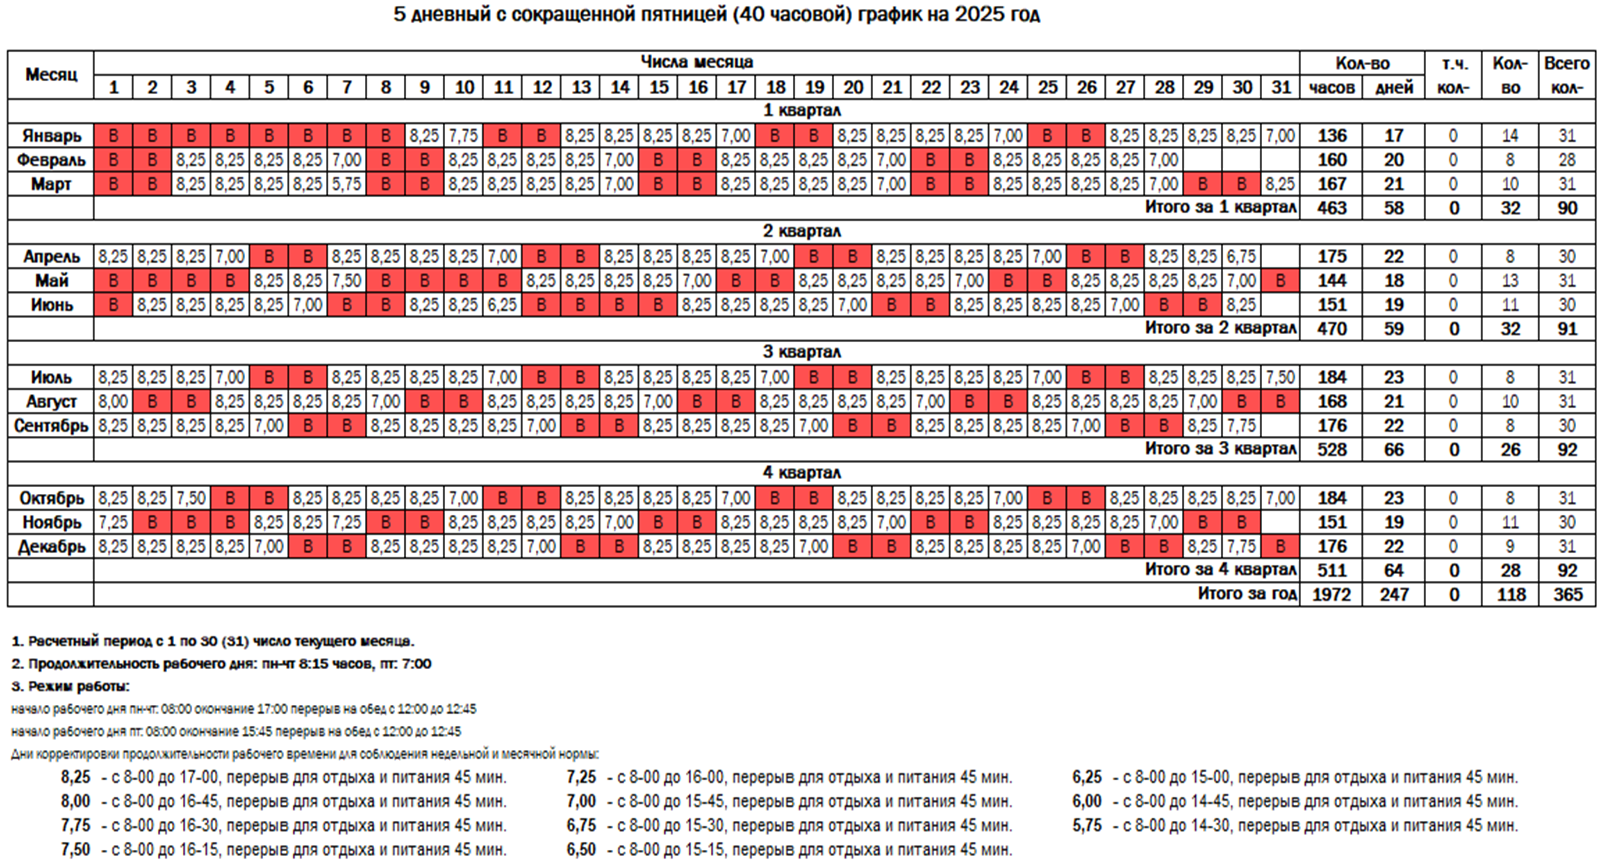 5 дневный с сокращенной пятницей (40 часовой) график на 2025 год
Месяц Числа месяца Кол-во т.ч. Кол- Всего
1 2 3 4 5 6 7 8 9 10 11 12 13 14 15 16 17 18 19 20 21 22 23 24 25 26 27 28 29 30 31 часов дней кол- во кол-
1 квартал
Январь В В В В В В В В 8,25 7,75 В В 8,25 8,25 8,25 8,25 7,00 В В 8,25 8,25 8,25 8,25 7,00 В В 8,25 8,25 8,25 8,25 7,00 136 17 0 14 31
Февраль В В 8,25 8,25 8,25 8,25 7,00 В В 8,25 8,25 8,25 8,25 7,00 В В 8,25 8,25 8,25 8,25 7,00 В В 8,25 8,25 8,25 8,25 7,00 160 20 0 8 28
Март В В 8,25 8,25 8,25 8,25 5,75 В В 8,25 8,25 8,25 8,25 7,00 В В 8,25 8,25 8,25 8,25 7,00 В В 8,25 8,25 8,25 8,25 7,00 В В 8,25 167 21 0 10 31
Итого за 1 квартал 463 58 0 32 90
2 квартал
Апрель 8,25 8,25 8,25 7,00 В В 8,25 8,25 8,25 8,25 7,00 В В 8,25 8,25 8,25 8,25 7,00 В В 8,25 8,25 8,25 8,25 7,00 В В 8,25 8,25 6,75 175 22 0 8 30
Май В В В В 8,25 8,25 7,50 В В В В 8,25 8,25 8,25 8,25 7,00 В В 8,25 8,25 8,25 8,25 7,00 В В 8,25 8,25 8,25 8,25 7,00 В 144 18 0 13 31
Июнь В 8,25 8,25 8,25 8,25 7,00 В В 8,25 8,25 6,25 В В В В 8,25 8,25 8,25 8,25 7,00 В В 8,25 8,25 8,25 8,25 7,00 В В 8,25 151 19 0 11 30
Итого за 2 квартал 470 59 0 32 91
3 квартал
Июль 8,25 8,25 8,25 7,00 В В 8,25 8,25 8,25 8,25 7,00 В В 8,25 8,25 8,25 8,25 7,00 В В 8,25 8,25 8,25 8,25 7,00 В В 8,25 8,25 8,25 7,50 184 23 0 8 31
Август 8,00 В В 8,25 8,25 8,25 8,25 7,00 В В 8,25 8,25 8,25 8,25 7,00 В В 8,25 8,25 8,25 8,25 7,00 В В 8,25 8,25 8,25 8,25 7,00 В В 168 21 0 10 31
Сентябрь 8,25 8,25 8,25 8,25 7,00 В В 8,25 8,25 8,25 8,25 7,00 В В 8,25 8,25 8,25 8,25 7,00 В В 8,25 8,25 8,25 8,25 7,00 В В 8,25 7,75 176 22 0 8 30
Итого за 3 квартал 528 66 0 26 92
4 квартал
Октябрь 8,25 8,25 7,50 В В 8,25 8,25 8,25 8,25 7,00 В В 8,25 8,25 8,25 8,25 7,00 В В 8,25 8,25 8,25 8,25 7,00 В В 8,25 8,25 8,25 8,25 7,00 184 23 0 8 31
Ноябрь 7,25 В В В 8,25 8,25 7,25 В В 8,25 8,25 8,25 8,25 7,00 В В 8,25 8,25 8,25 8,25 7,00 В В 8,25 8,25 8,25 8,25 7,00 В В 151 19 0 11 30
Декабрь 8,25 8,25 8,25 8,25 7,00 В В 8,25 8,25 8,25 8,25 7,00 В В 8,25 8,25 8,25 8,25 7,00 В В 8,25 8,25 8,25 8,25 7,00 В В 8,25 7,75 В 176 22 0 9 31
Итого за 4 квартал 511 64 0 28 92
Итого за год 1972 247 0 118 365
1. Расчетный период с 1 по 30 (31) число текущего месяца.
2. Продолжительность рабочего дня: пн-чт 8:15 часов, пт: 7:00
3. Режим работы:
начало рабочего дня пн-чт: 08:00 окончание 17:00 перерыв на обед с 12:00 до 12:45
начало рабочего дня пт: 08:00 окончание 15:45 перерыв на обед с 12:00 до 12:45
Дни корректировки продолжительности рабочего времени для соблюдения недельной и месячной нормы:
8,25 - с 8-00 до 17-00, перерыв для отдыха и питания 45 мин. 7,25 - с 8-00 до 16-00, перерыв для отдыха и питания 45 мин. 6,25 - с 8-00 до 15-00, перерыв для отдыха и питания 45 мин.
8,00 - с 8-00 до 16-45, перерыв для отдыха и питания 45 мин. 7,00 - с 8-00 до 15-45, перерыв для отдыха и питания 45 мин. 6,00 - с 8-00 до 14-45, перерыв для отдыха и питания 45 мин.
7,75 - с 8-00 до 16-30, перерыв для отдыха и питания 45 мин. 6,75 - с 8-00 до 15-30, перерыв для отдыха и питания 45 мин. 5,75 - с 8-00 до 14-30, перерыв для отдыха и питания 45 мин.
7,50 - с 8-00 до 16-15, перерыв для отдыха и питания 45 мин. 6,50 - с 8-00 до 15-15, перерыв для отдыха и питания 45 мин.